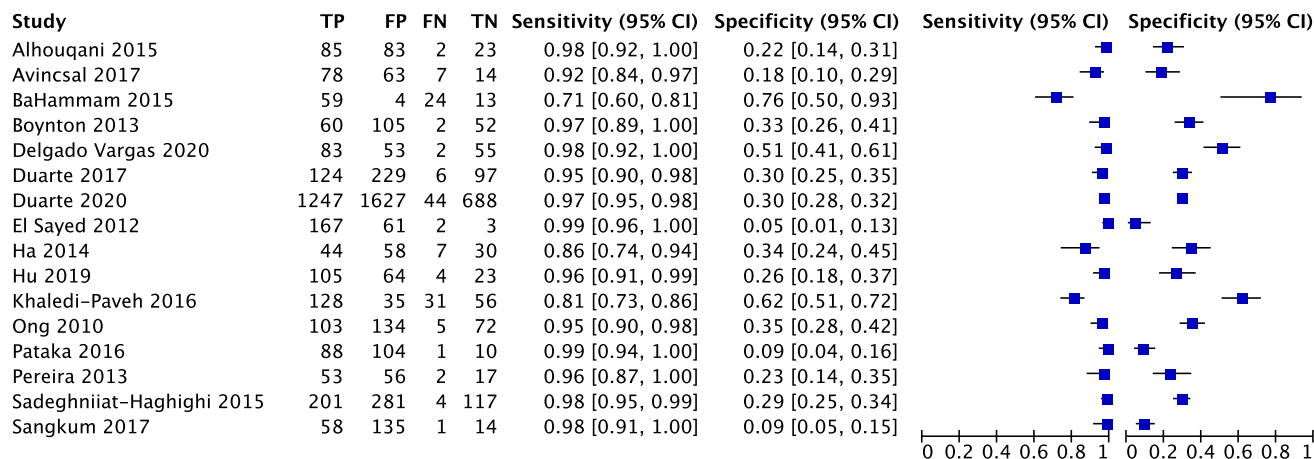 Study TP FP FN TN Sensitivity (95% CI) Specificity (95% CI) Sensitivity (95% CI) Specificity (95% CI)
Alhouqani 2015 85 83 2 23 0.98 [0.92, 1.00] 0.22 [0.14, 0.31]
Avincsal 2017 78 63 7 14 0.92 [0.84, 0.97] 0.18 [0.10, 0.29]
BaHammam 2015 59 4 24 13 0.71 [0.60, 0.81] 0.76 [0.50, 0.93]
Boynton 2013 60 105 2 52 0.97 [0.89, 1.00] 0.33 [0.26, 0.41]
Delgado Vargas 2020 83 53 2 55 0.98 [0.92, 1.00] 0.51 [0.41, 0.61]
Duarte 2017 124 229 6 97 0.95 [0.90, 0.98] 0.30 [0.25, 0.35]
Duarte 2020 1247 1627 44 688 0.97 [0.95, 0.98] 0.30 [0.28, 0.32]
El Sayed 2012 167 61 2 3 0.99 [0.96, 1.00] 0.05 [0.01, 0.13]
Ha 2014 44 58 7 30 0.86 [0.74, 0.94] 0.34 [0.24, 0.45]
Hu 2019 105 64 4 23 0.96 [0.91, 0.99] 0.26 [0.18, 0.37]
Khaledi-Paveh 2016 128 35 31 56 0.81 [0.73, 0.86] 0.62 [0.51, 0.72]
Ong 2010 103 134 5 72 0.95 [0.90, 0.98] 0.35 [0.28, 0.42]
Pataka 2016 88 104 1 10 0.99 [0.94, 1.00] 0.09 [0.04, 0.16]
Pereira 2013 53 56 2 17 0.96 [0.87, 1.00] 0.23 [0.14, 0.35]
Sadeghniiat-Haghighi 2015 201 281 4 117 0.98 [0.95, 0.99] 0.29 [0.25, 0.34]
Sangkum 2017 58 135 1 14 0.98 [0.91, 1.00] 0.09 [0.05, 0.15]
0 0.2 0.4 0.6 0.8 1 0 0.2 0.4 0.6 0.8 1